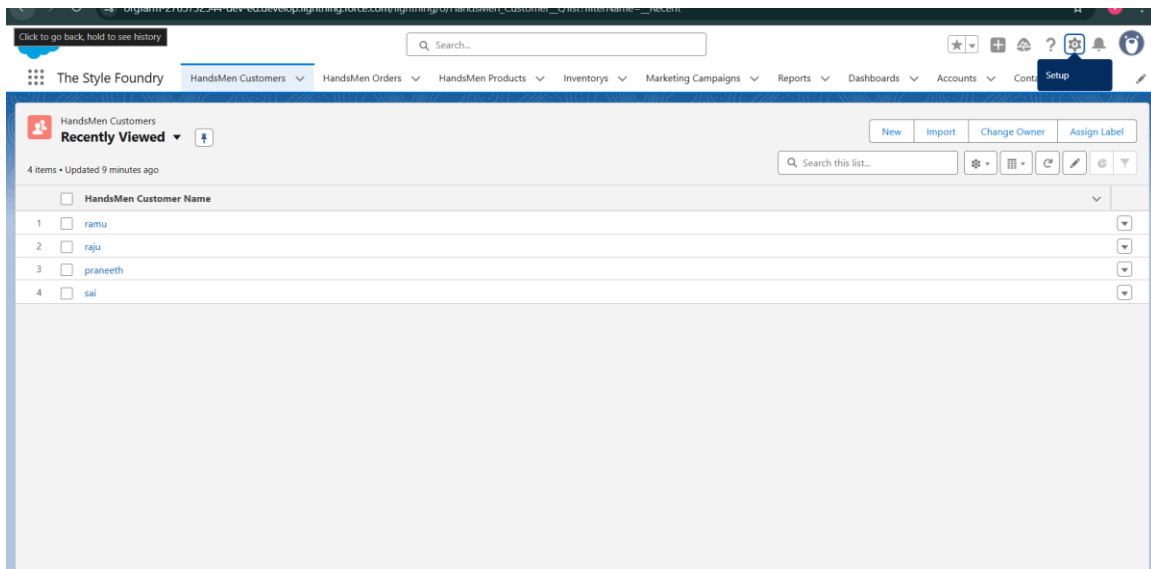 Click to go back, hold to see history
Search...
Setup
The Style Foundry HandsMen Customers HandsMen Orders HandsMen Products Inventorys Marketing Campaigns Reports Dashboards Accounts
HandsMen Customers
Recently Viewed
New Import Change Owner Assign Label
4 items • Updated 9 minutes ago
Search this list...
HandsMen Customer Name
1 ramu
2 raju
3 praneeth
4 sai